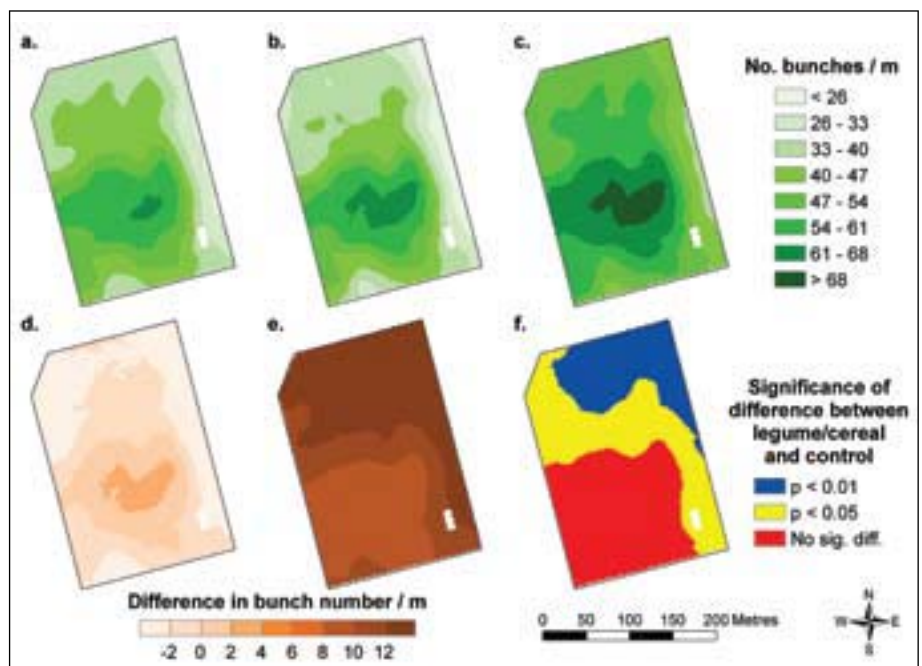 a.
b.
c.
No. bunches / m
< 26
26 - 33
33 - 40
40 - 47
47 - 54
54 - 61
61 - 68
> 68
d.
e.
f.
Significance of
difference between
legume/cereal
and control
p < 0.01
p < 0.05
No sig. diff.
Difference in bunch number / m
-2 0 2 4 6 8 10 12
0 50 100 150 200 Metres
N
W E
S